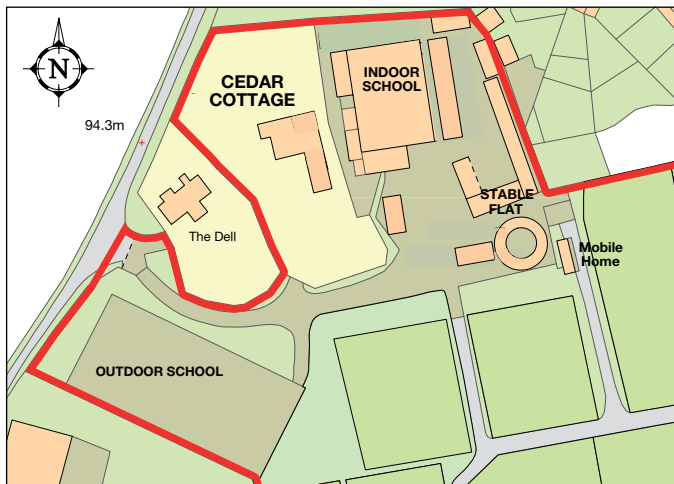 N
CEDAR
COTTAGE
INDOOR
SCHOOL
94.3m
STABLE
FLAT
The Dell
Mobile
Home
OUTDOOR SCHOOL